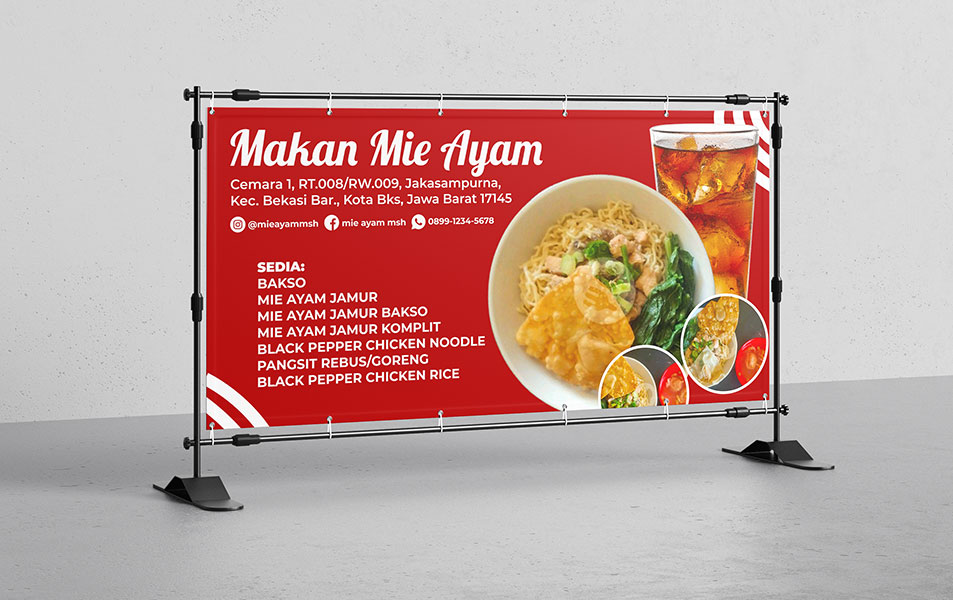 Makan Mie Ayam
Cemara 1, RT.008/RW.009, Jakasampurna,
Kec. Bekasi Bar., Kota Bks, Jawa Barat 17145
@mieayammsh mie ayam msh 0899-1234-5678
SEDIA:
BAKSO
MIE AYAM JAMUR
MIE AYAM JAMUR BAKSO
MIE AYAM JAMUR KOMPLIT
BLACK PEPPER CHICKEN NOODLE
PANGSIT REBUS/GORENG
BLACK PEPPER CHICKEN RICE